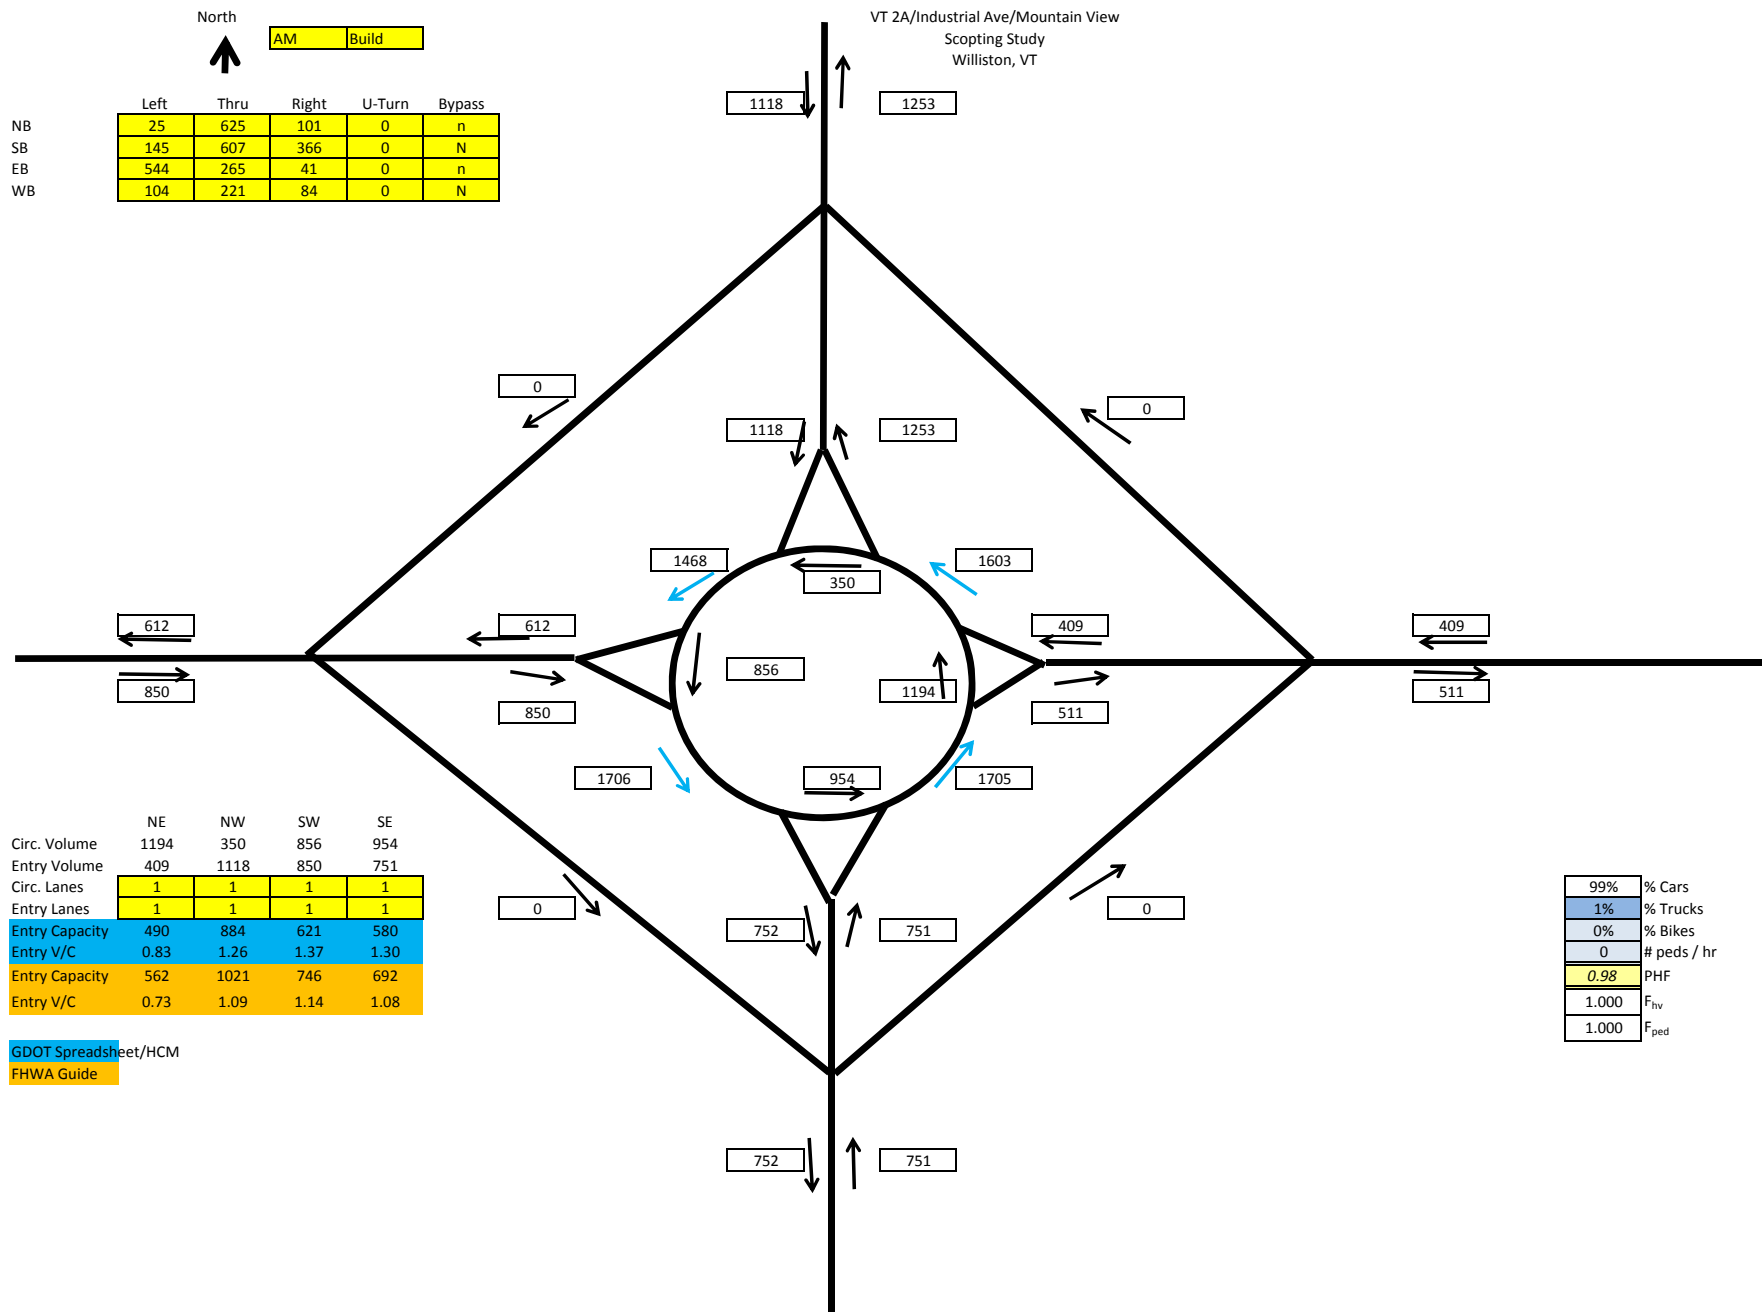 North
VT 2A/Industrial Ave/Mountain View
Scopting Study
Williston, VT
AM Build
Left Thru Right U-Turn Bypass
NB 25 625 101 0 n
SB 145 607 366 0 N
EB 544 265 41 0 n
WB 104 221 84 0 N
1118 1253
0 0
1118 1253
1468 1603
350
612 612 409 409
856 1194
850 850 511 511
1706 954 1705
NE NW SW SE
Circ. Volume 1194 350 856 954
Entry Volume 409 1118 850 751
Circ. Lanes 1 1 1 1
Entry Lanes 1 1 1 1
Entry Capacity 490 884 621 580
Entry V/C 0.83 1.26 1.37 1.30
Entry Capacity 562 1021 746 692
Entry V/C 0.73 1.09 1.14 1.08
0 0
752 751
99% % Cars
1% % Trucks
0% % Bikes
0 # peds / hr
0.98 PHF
1.000 Fhv
1.000 Fped
GDOT Spreadsheet/HCM
FHWA Guide
752 751